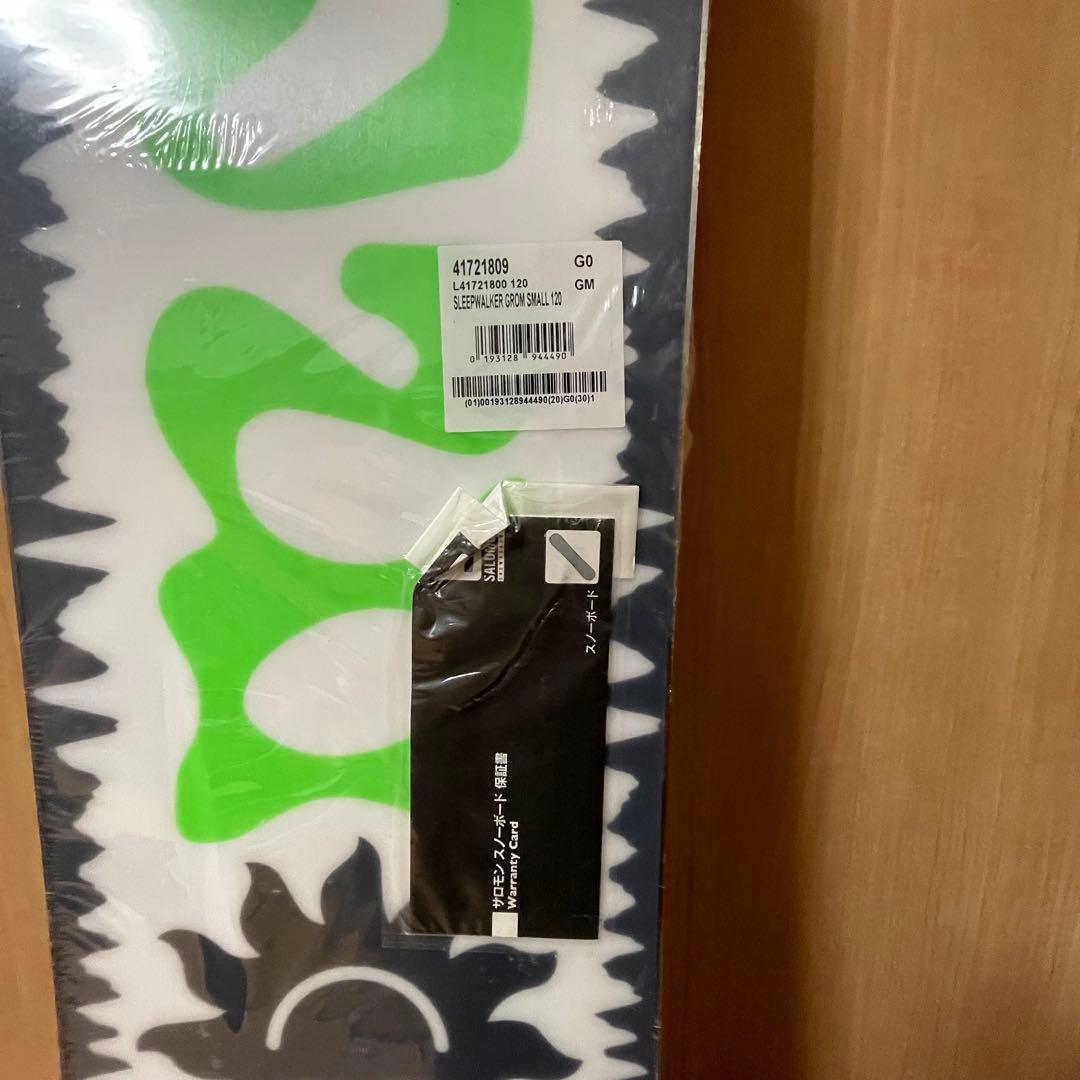 41721809 G0
L41721800 120 GM
SLEEPWALKER GROM SMALL 120
0 193128 944490
(01)00193128944490(20)G0(30)1
スノーボード
サロモン スノーボード 保証書
Warranty Card